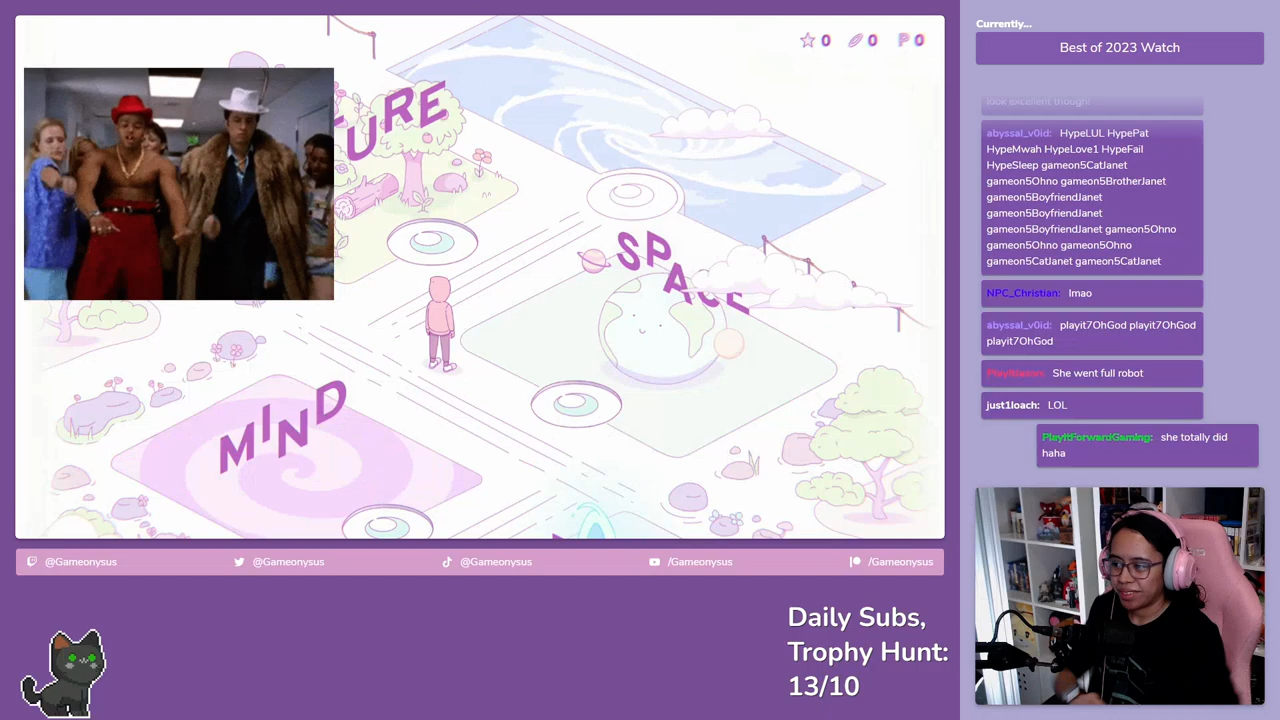 0 0 0
URE
SPACE
MIND
@Gameonysus @Gameonysus @Gameonysus /Gameonysus /Gameonysus
Daily Subs,
Trophy Hunt:
13/10
Currently...
Best of 2023 Watch
look excellent though!
abyssal_v0id: HypeLUL HypePat
HypeMwah HypeLove1 HypeFail
HypeSleep gameon5CatJanet
gameon5Ohno gameon5BrotherJanet
gameon5BoyfriendJanet
gameon5BoyfriendJanet
gameon5BoyfriendJanet gameon5Ohno
gameon5Ohno gameon5Ohno
gameon5CatJanet gameon5CatJanet
NPC_Christian: lmao
abyssal_v0id: playit7OhGod playit7OhGod
playit7OhGod
She went full robot
just1loach: LOL
PlayItForwardGaming: she totally did
haha